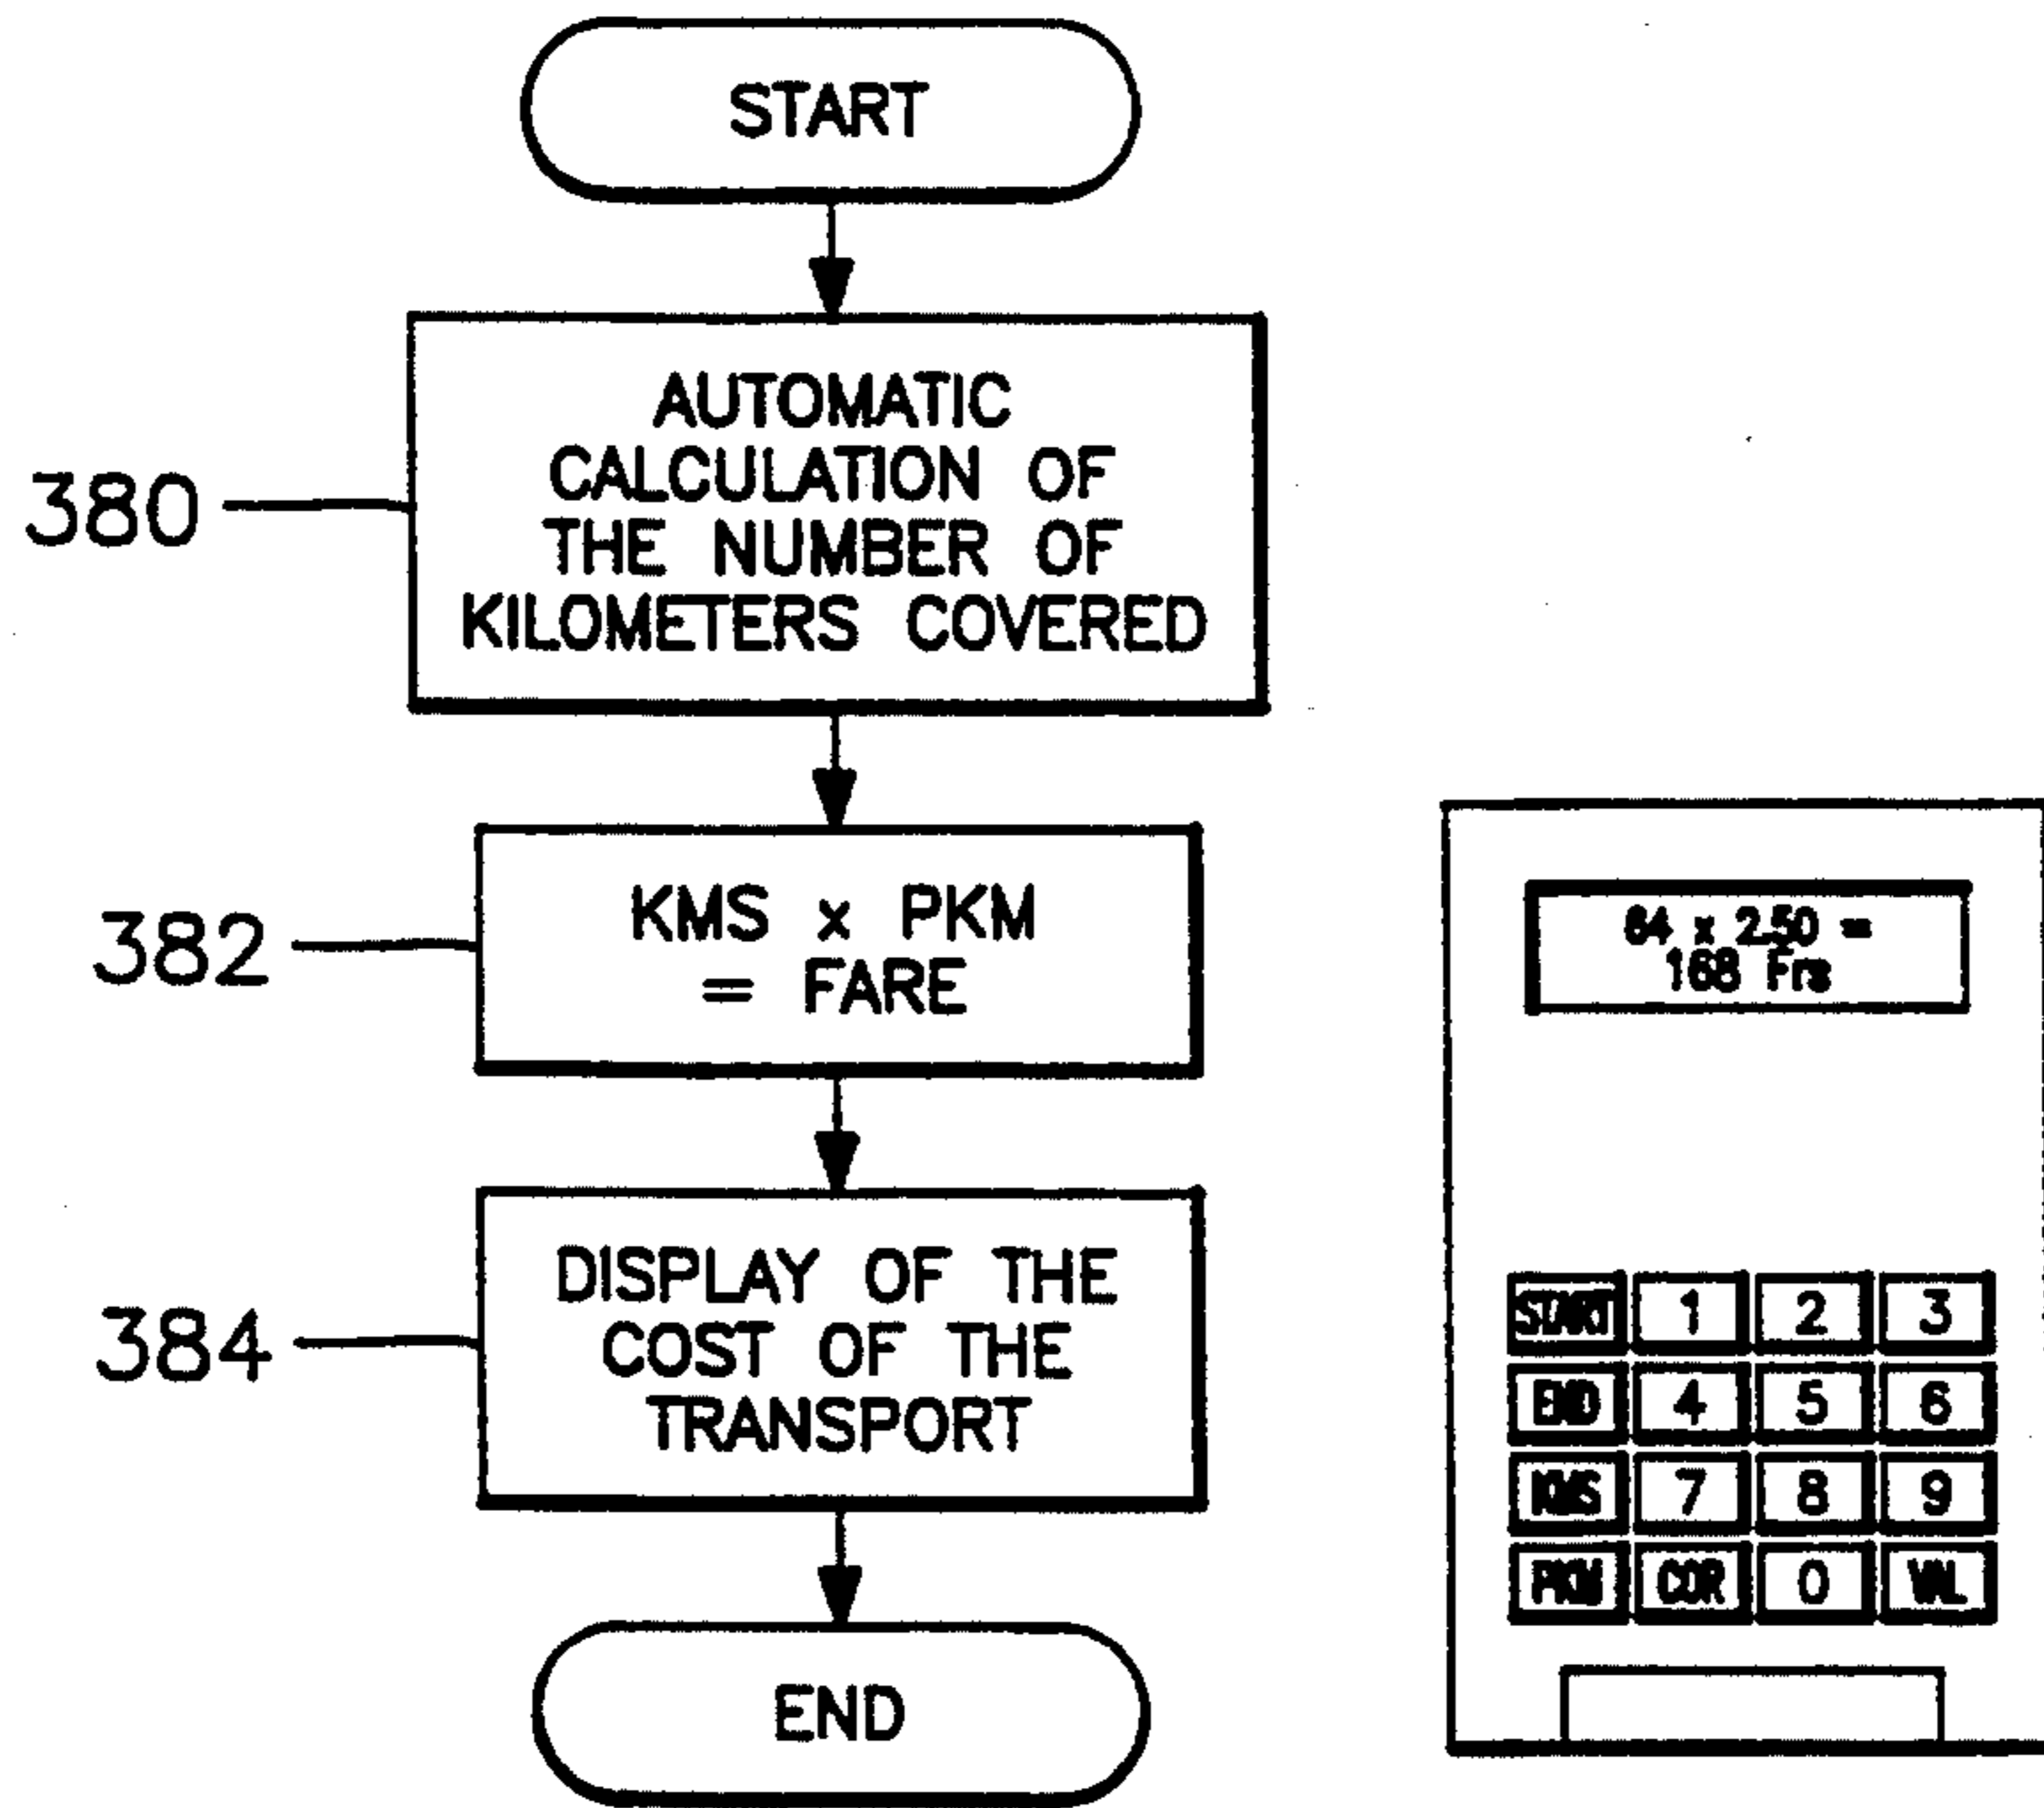 START
380
AUTOMATIC
CALCULATION OF
THE NUMBER OF
KILOMETERS COVERED
382
KMS x PKM
= FARE
384
DISPLAY OF THE
COST OF THE
TRANSPORT
END
64 x 2.50 =
168 Frs
START 1 2 3
END 4 5 6
KMS 7 8 9
PKM COR 0 VAL